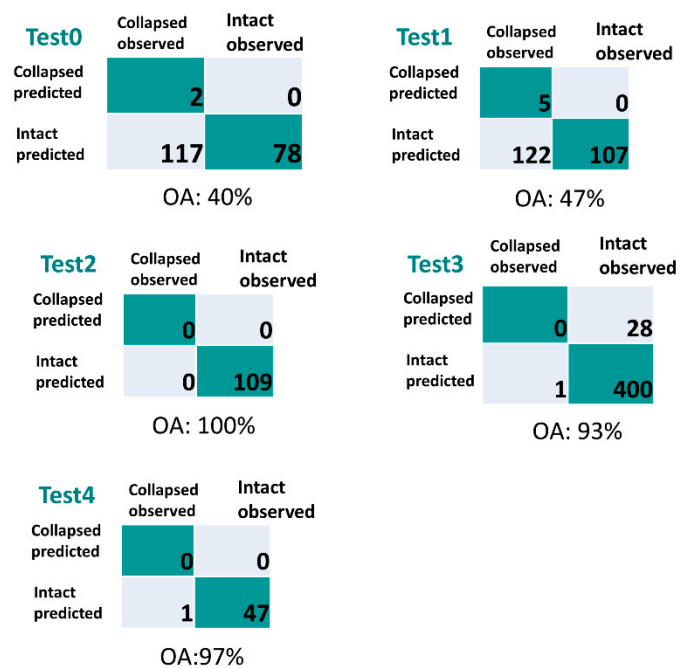 Test0
Collapsed observed
Intact observed
Collapsed predicted
2
0
Intact predicted
117
78
OA: 40%
Test1
Collapsed observed
Intact observed
Collapsed predicted
5
0
Intact predicted
122
107
OA: 47%
Test2
Collapsed observed
Intact observed
Collapsed predicted
0
0
Intact predicted
0
109
OA: 100%
Test3
Collapsed observed
Intact observed
Collapsed predicted
0
28
Intact predicted
1
400
OA: 93%
Test4
Collapsed observed
Intact observed
Collapsed predicted
0
0
Intact predicted
1
47
OA:97%